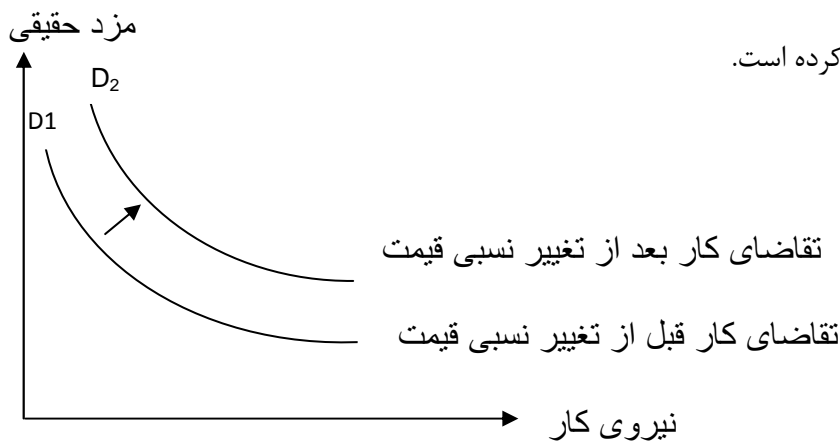 مزد حقیقی
کرده است.
D₂
D1
تقاضای کار بعد از تغییر نسبی قیمت
تقاضای کار قبل از تغییر نسبی قیمت
نیروی کار